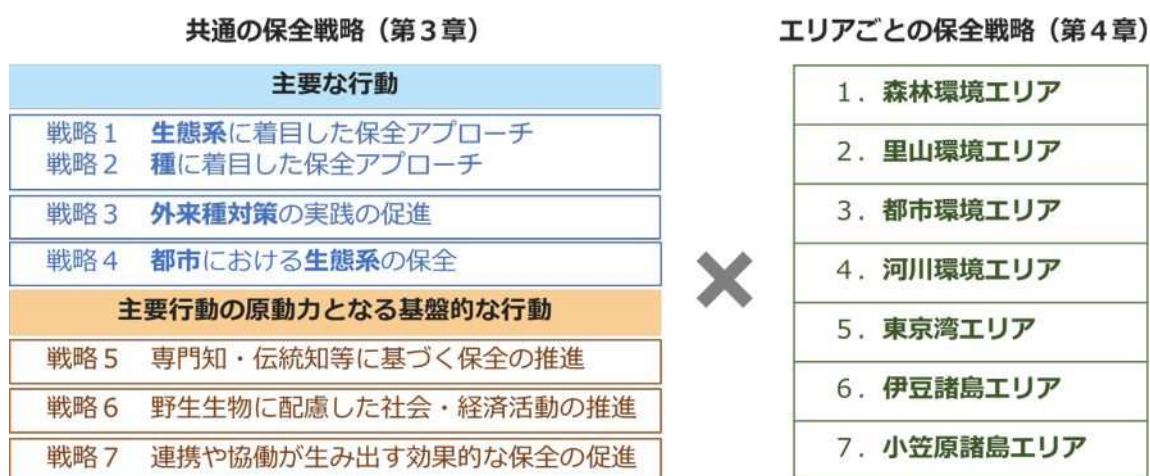 共通の保全戦略（第３章）
主要な行動
戦略１ 生態系に着目した保全アプローチ
戦略２ 種に着目した保全アプローチ
戦略３ 外来種対策の実践の促進
戦略４ 都市における生態系の保全
主要行動の原動力となる基盤的な行動
戦略５ 専門知・伝統知等に基づく保全の推進
戦略６ 野生生物に配慮した社会・経済活動の推進
戦略７ 連携や協働が生み出す効果的な保全の促進
×
エリアごとの保全戦略（第４章）
１．森林環境エリア
２．里山環境エリア
３．都市環境エリア
４．河川環境エリア
５．東京湾エリア
６．伊豆諸島エリア
７．小笠原諸島エリア